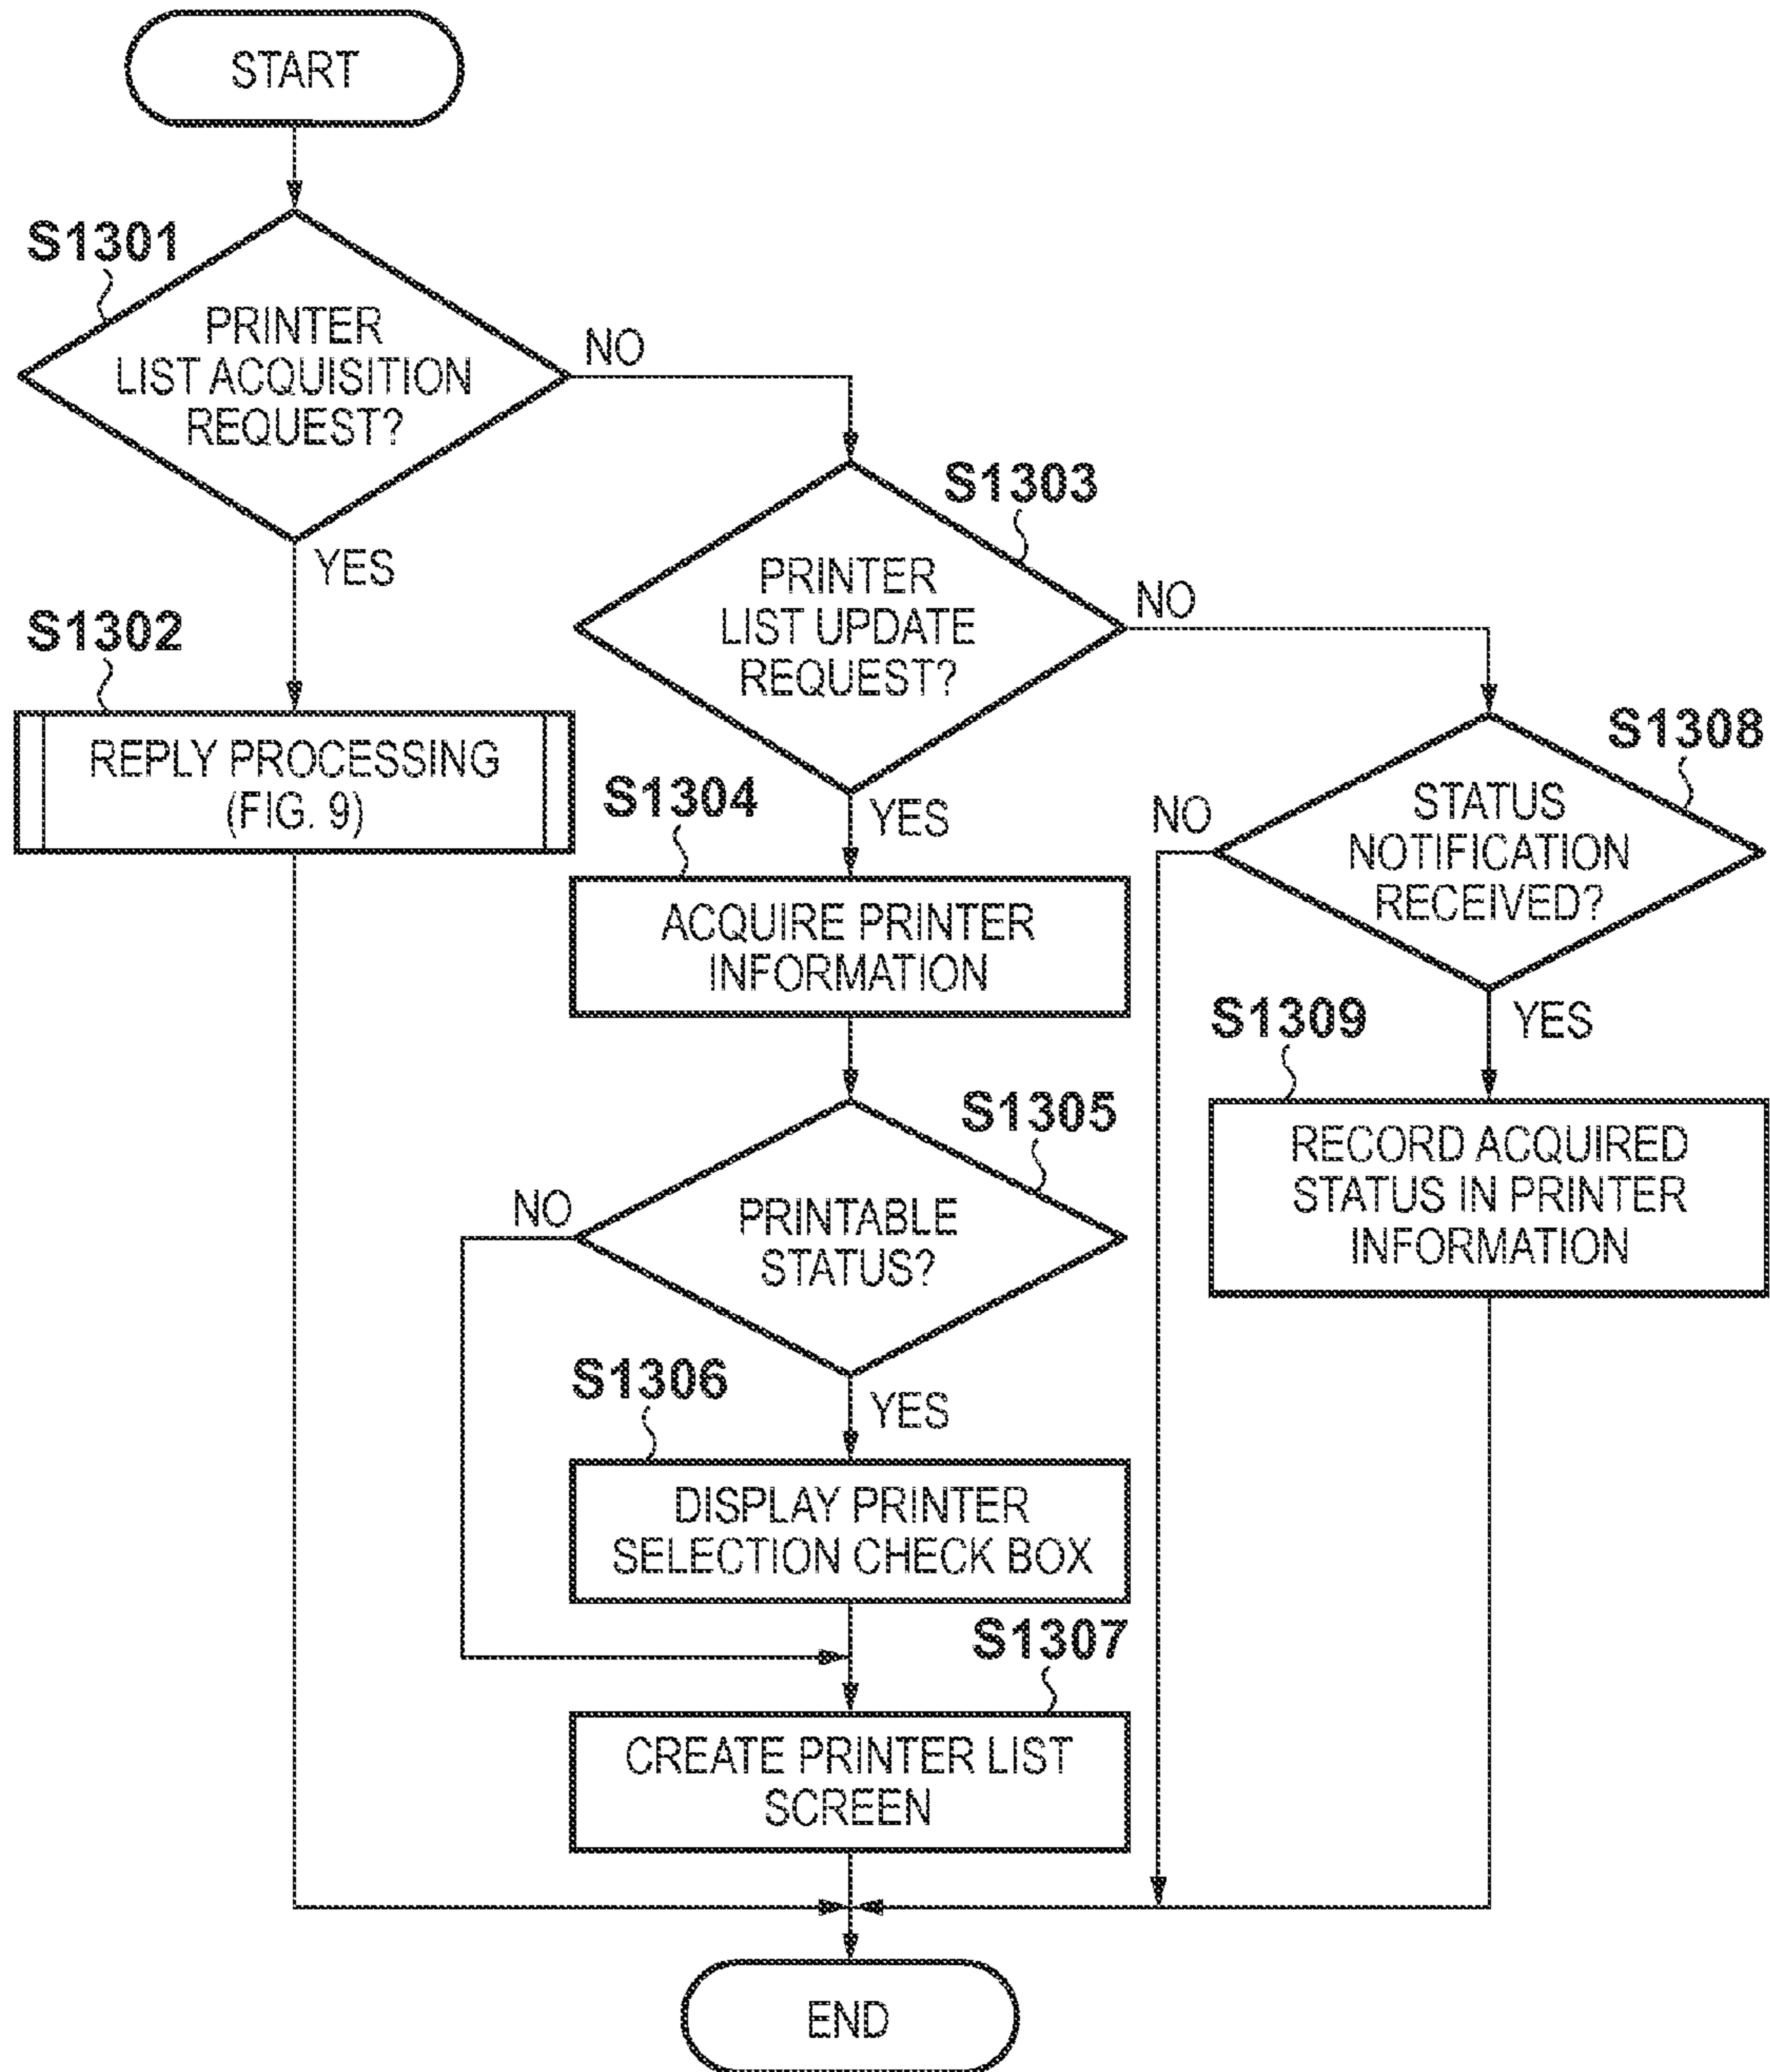 START
S1301
PRINTER
LIST ACQUISITION
REQUEST?
NO
YES
S1302
REPLY PROCESSING
(FIG. 9)
S1303
PRINTER
LIST UPDATE
REQUEST?
NO
YES
S1304
ACQUIRE PRINTER
INFORMATION
S1305
PRINTABLE
STATUS?
NO
YES
S1306
DISPLAY PRINTER
SELECTION CHECK BOX
S1307
CREATE PRINTER LIST
SCREEN
S1308
STATUS
NOTIFICATION
RECEIVED?
NO
YES
S1309
RECORD ACQUIRED
STATUS IN PRINTER
INFORMATION
END